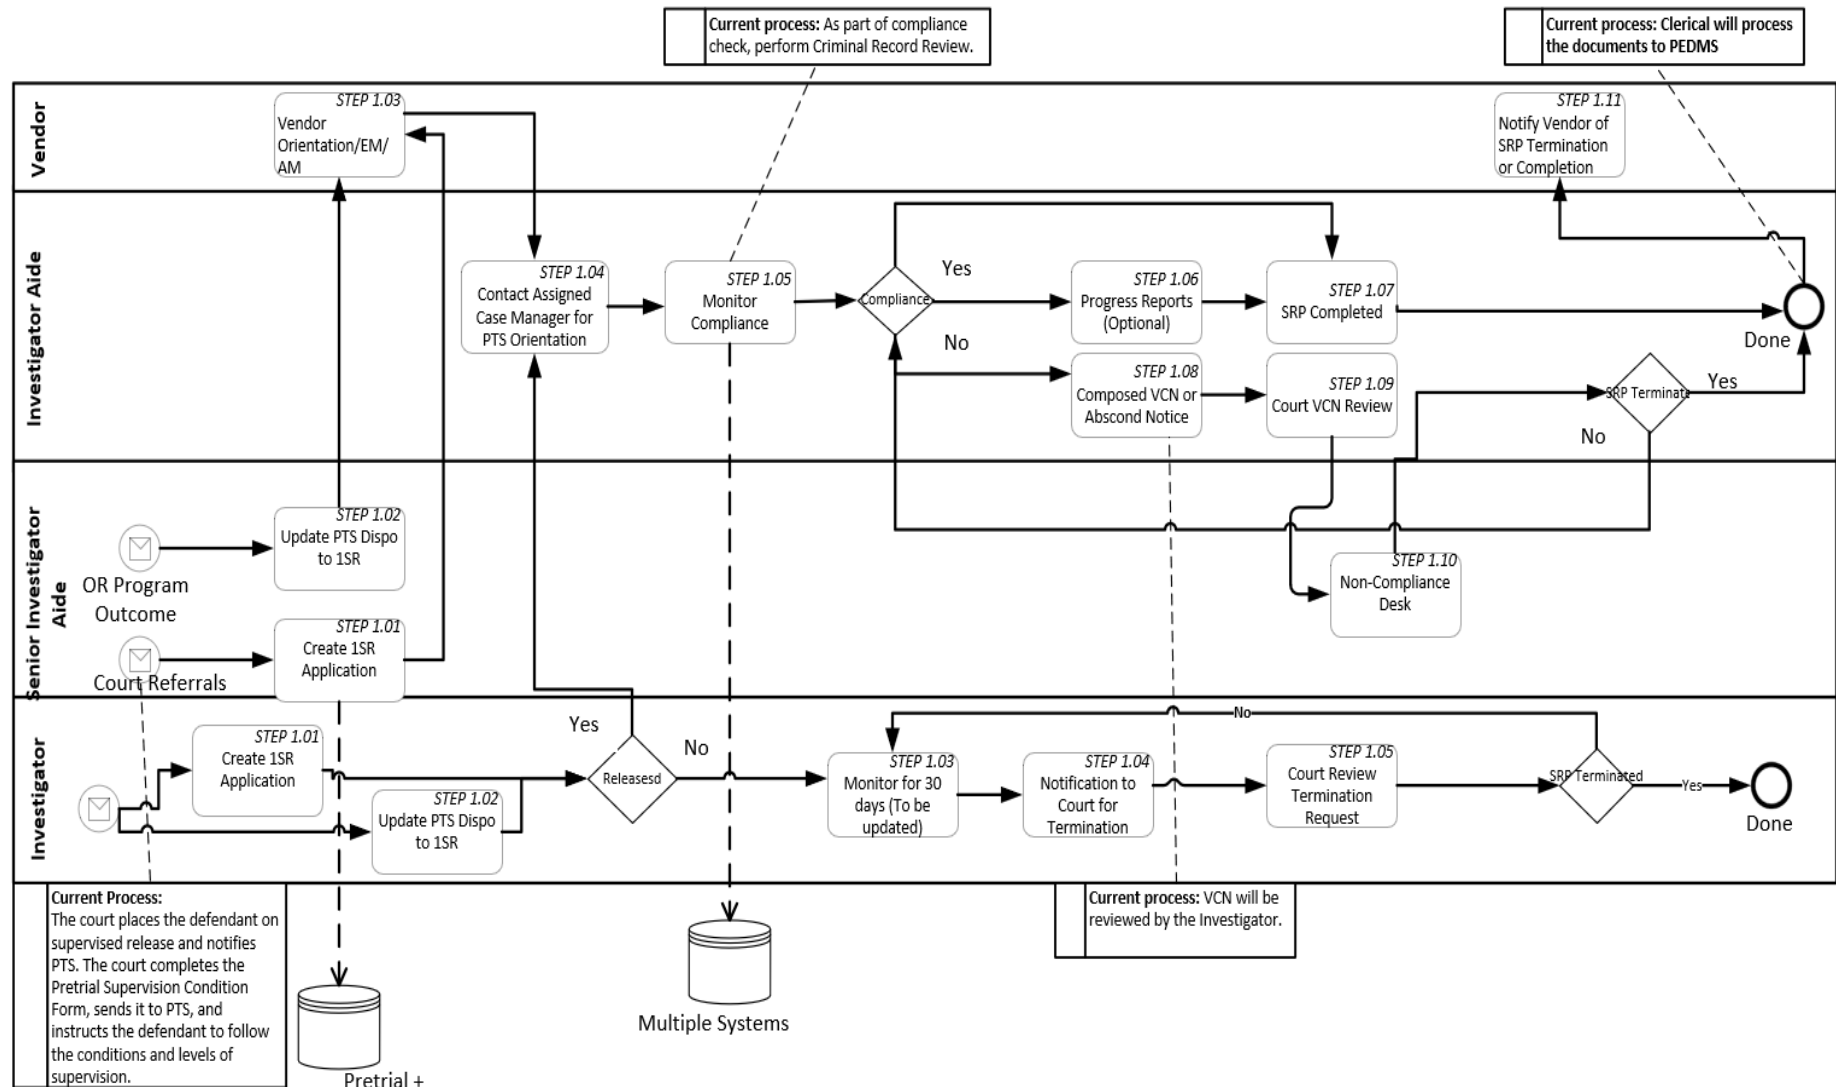 Current process: As part of compliance
check, perform Criminal Record Review.
Current process: Clerical will process
the documents to PEDMS
Vendor
STEP 1.03
Vendor
Orientation/EM/
AM
STEP 1.11
Notify Vendor of
SRP Termination
or Completion
Investigator Aide
STEP 1.04
Contact Assigned
Case Manager for
PTS Orientation
STEP 1.05
Monitor
Compliance
Compliance
Yes
No
STEP 1.06
Progress Reports
(Optional)
STEP 1.07
SRP Completed
Done
STEP 1.08
Composed VCN or
Abscond Notice
STEP 1.09
Court VCN Review
SRP Terminate
Yes
No
Senior Investigator
Aide
OR Program
Outcome
STEP 1.02
Update PTS Dispo
to 1SR
Court Referrals
STEP 1.01
Create 1SR
Application
STEP 1.10
Non-Compliance
Desk
Investigator
STEP 1.01
Create 1SR
Application
STEP 1.02
Update PTS Dispo
to 1SR
Releasesd
Yes
No
STEP 1.03
Monitor for 30
days (To be
updated)
STEP 1.04
Notification to
Court for
Termination
STEP 1.05
Court Review
Termination
Request
SRP Terminated
No
Yes
Done
Current Process:
The court places the defendant on
supervised release and notifies
PTS. The court completes the
Pretrial Supervision Condition
Form, sends it to PTS, and
instructs the defendant to follow
the conditions and levels of
supervision.
Pretrial +
Multiple Systems
Current process: VCN will be
reviewed by the Investigator.